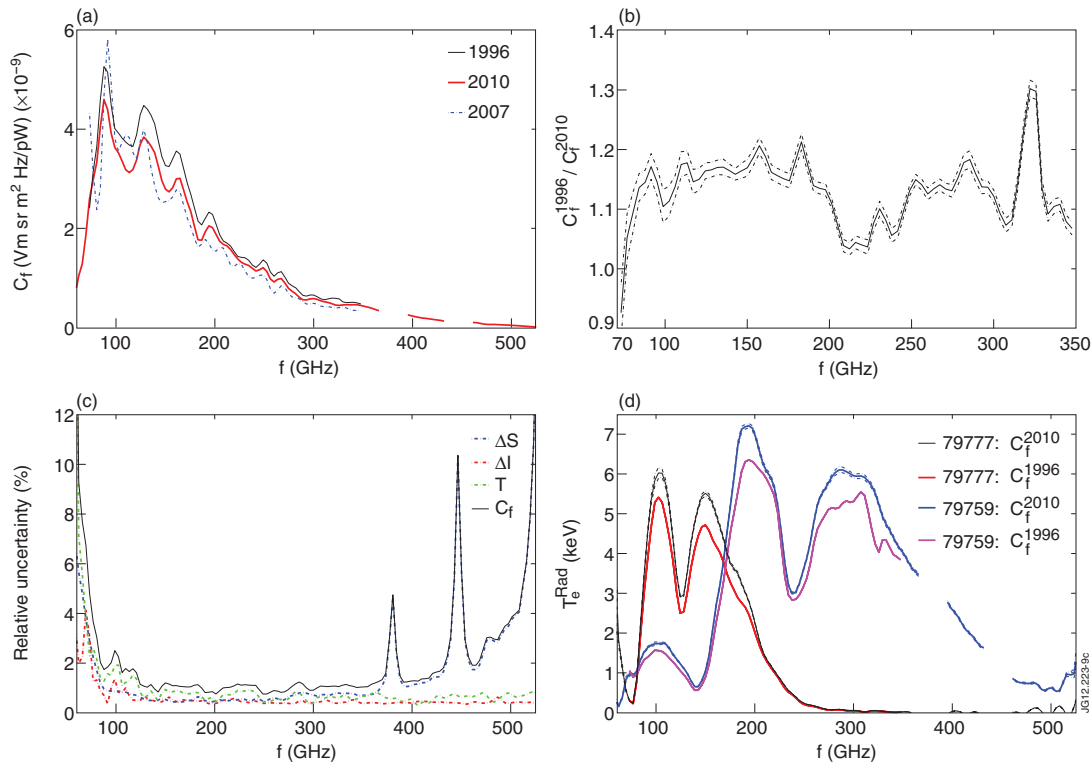 (a)
6
4
2
0
C_f (Vm sr m² Hz/pW) (×10⁻⁹)
1996
2010
2007
100
200
300
400
500
f (GHz)
(b)
1.4
1.3
1.2
1.1
1.0
0.9
C_f^1996 / C_f^2010
70
100
150
200
250
300
350
f (GHz)
(c)
12
10
8
6
4
2
0
Relative uncertainty (%)
ΔS
ΔI
T
C_f
100
200
300
400
500
f (GHz)
(d)
7
6
5
4
3
2
1
0
T_e^Rad (keV)
79777: C_f^2010
79777: C_f^1996
79759: C_f^2010
79759: C_f^1996
100
200
300
400
500
f (GHz)
JG12.223-9c